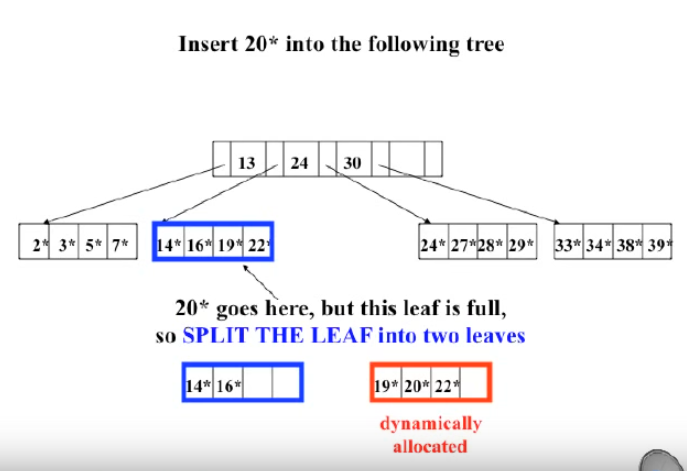 Insert 20* into the following tree
13 24 30
2* 3* 5* 7* 14* 16* 19* 22* 24* 27* 28* 29* 33* 34* 38* 39*
20* goes here, but this leaf is full,
so SPLIT THE LEAF into two leaves
14* 16* 19* 20* 22*
dynamically
allocated